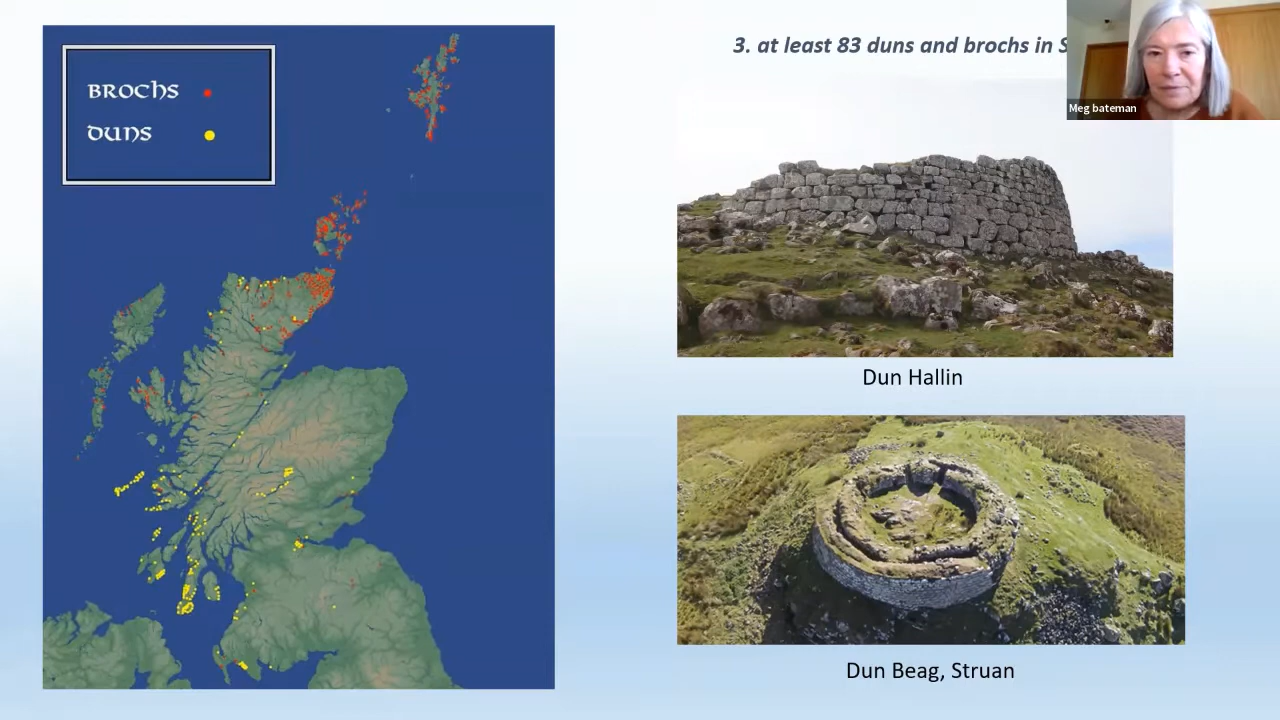 BROCHS
DUNS
3. at least 83 duns and brochs in S
Meg bateman
Dun Hallin
Dun Beag, Struan